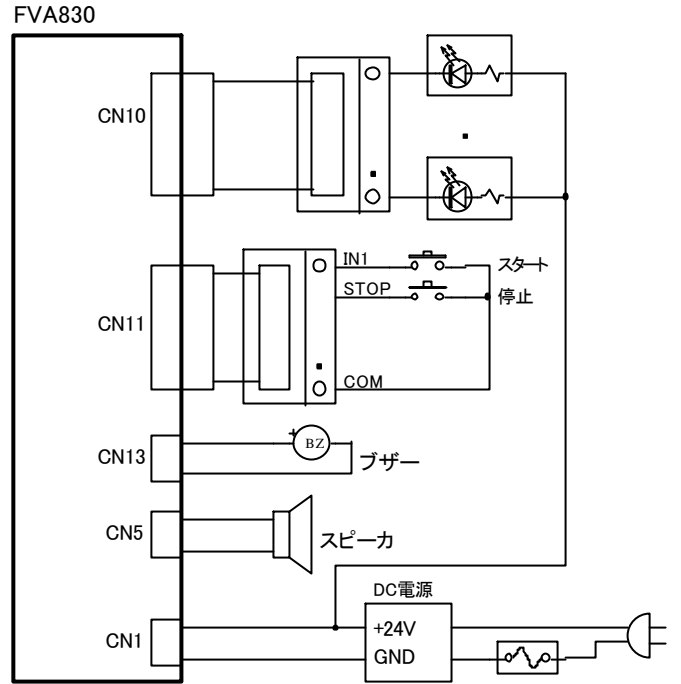 FVA830
CN10
IN1
スタート
STOP
停止
CN11
COM
CN13
BZ
ブザー
CN5
スピーカ
DC電源
CN1
+24V
GND